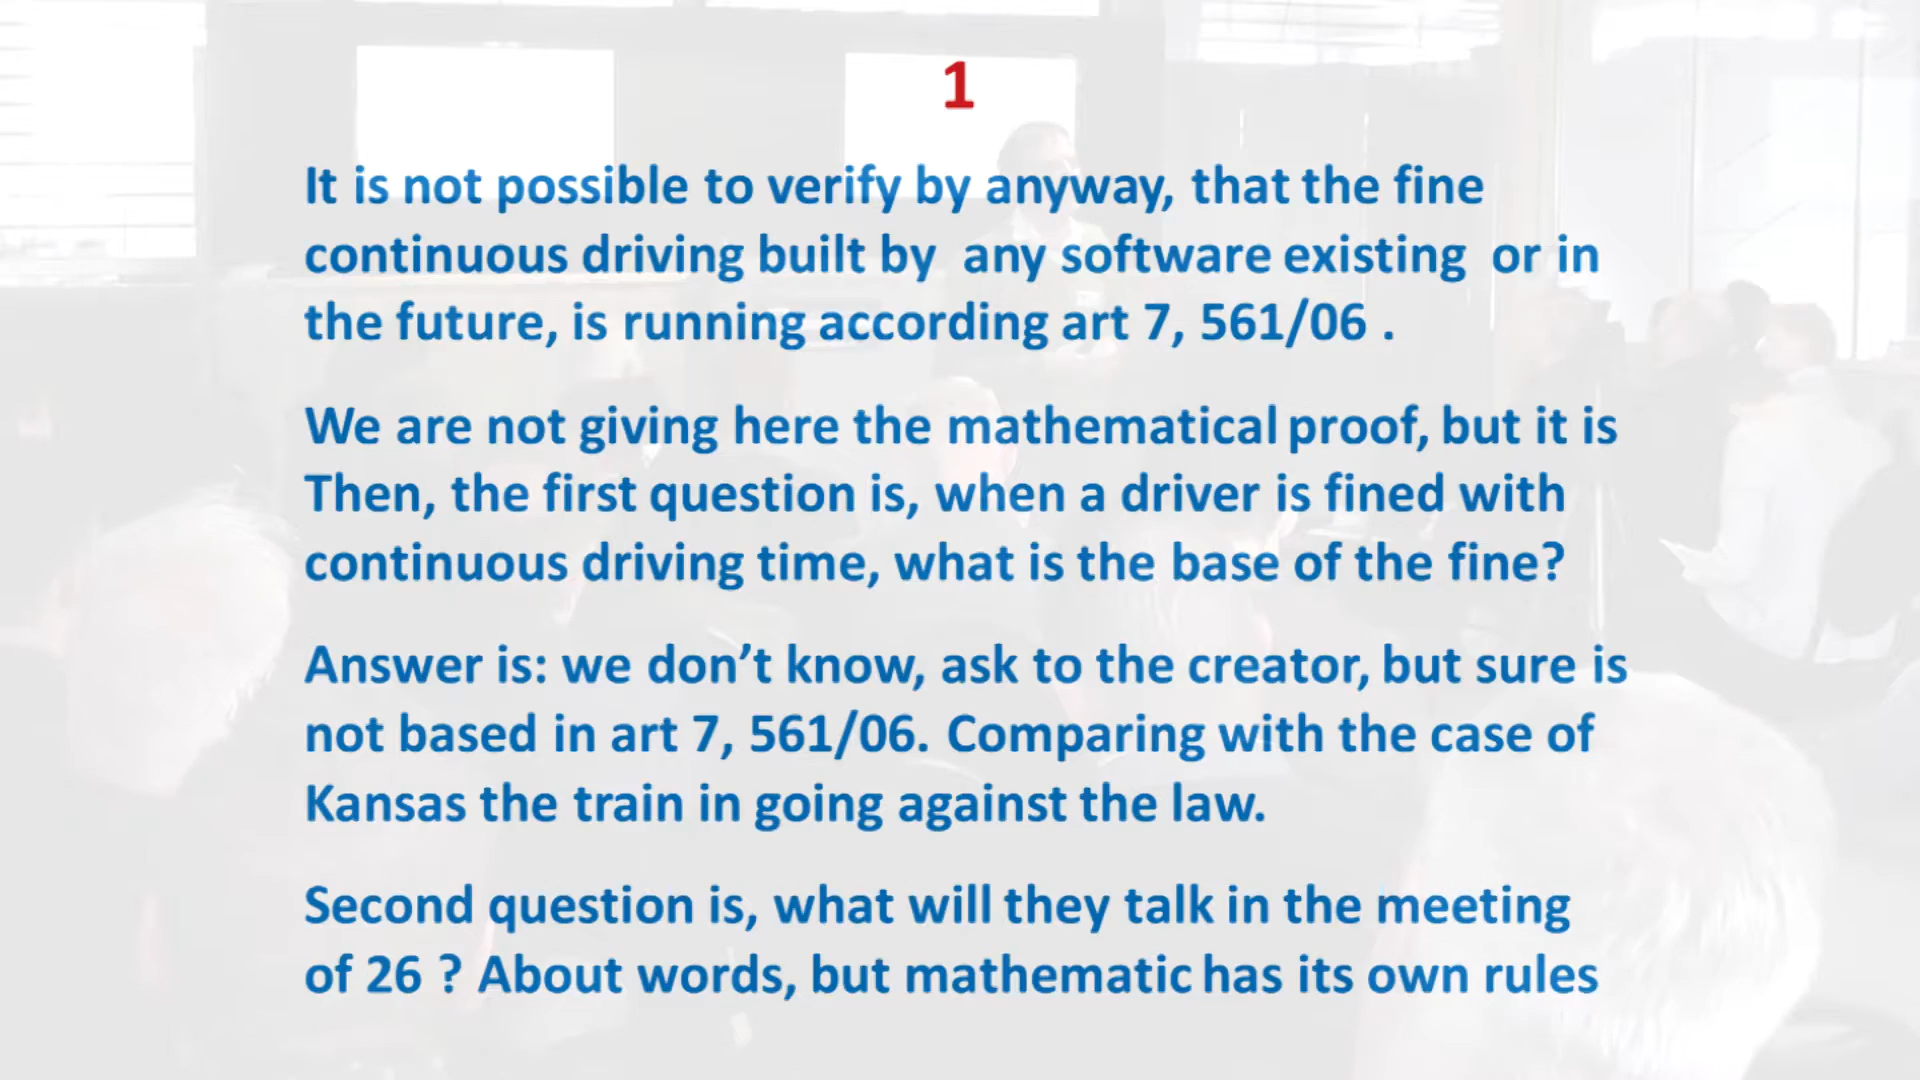 1
It is not possible to verify by anyway, that the fine
continuous driving built by any software existing or in
the future, is running according art 7, 561/06 .
We are not giving here the mathematical proof, but it is
Then, the first question is, when a driver is fined with
continuous driving time, what is the base of the fine?
Answer is: we don’t know, ask to the creator, but sure is
not based in art 7, 561/06. Comparing with the case of
Kansas the train in going against the law.
Second question is, what will they talk in the meeting
of 26 ? About words, but mathematic has its own rules